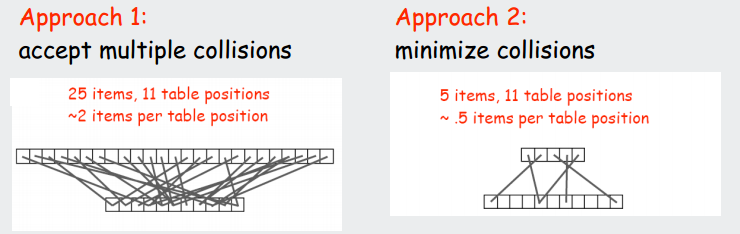 Approach 1:
accept multiple collisions
25 items, 11 table positions
~2 items per table position
Approach 2:
minimize collisions
5 items, 11 table positions
~ .5 items per table position